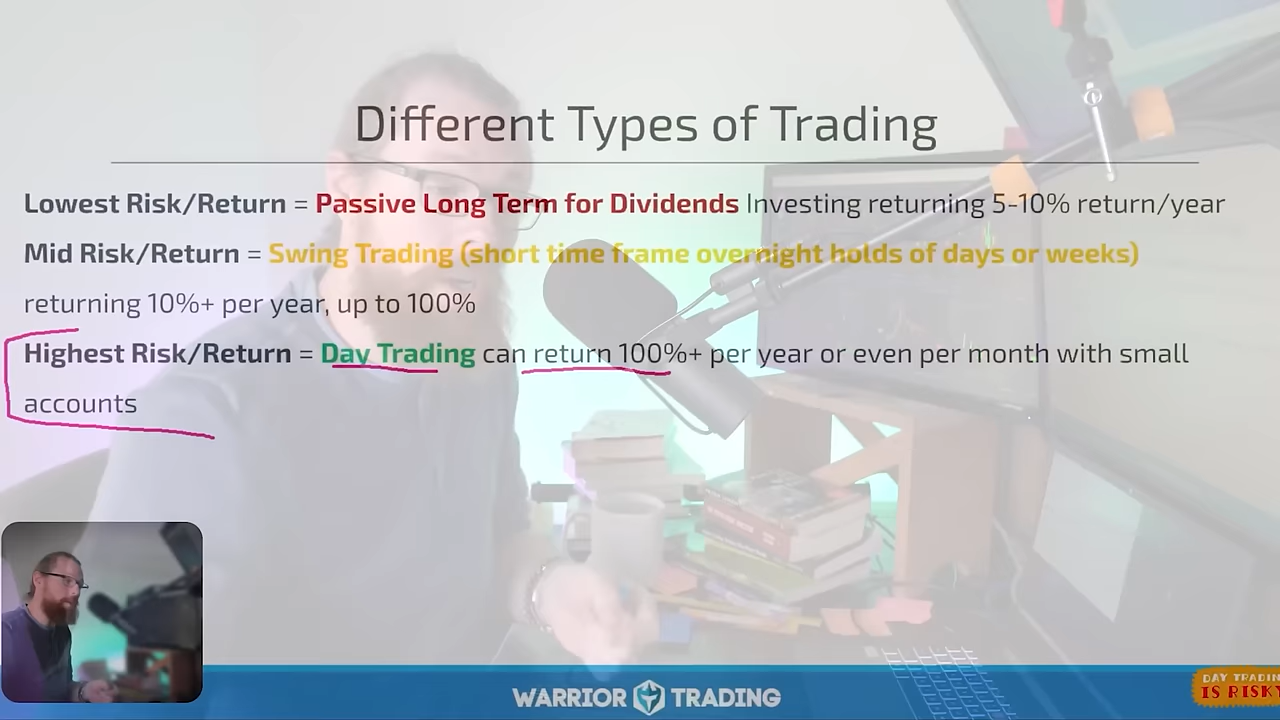 Different Types of Trading
Lowest Risk/Return = Passive Long Term for Dividends Investing returning 5-10% return/year
Mid Risk/Return = Swing Trading (short time frame overnight holds of days or weeks)
returning 10%+ per year, up to 100%
Highest Risk/Return = Day Trading can return 100%+ per year or even per month with small
accounts
WARRIOR TRADING
DAY TRADIN
IS RISKY